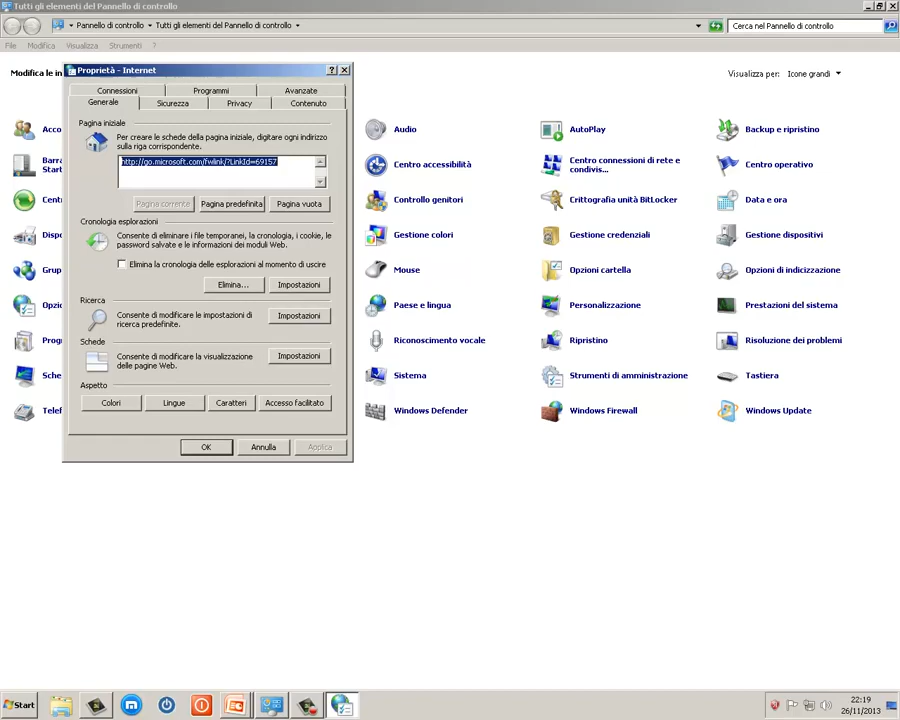 Tutti gli elementi del Pannello di controllo
Pannello di controllo
Tutti gli elementi del Pannello di controllo
Cerca nel Pannello di controllo
File
Modifica
Visualizza
Strumenti
?
Modifica le in
Visualizza per:
Icone grandi
Proprietà - Internet
Connessioni
Programmi
Avanzate
Generale
Sicurezza
Privacy
Contenuto
Pagina iniziale
Per creare le schede della pagina iniziale, digitare ogni indirizzo
sulla riga corrispondente.
http://go.microsoft.com/fwlink/?LinkId=69157
Pagina corrente
Pagina predefinita
Pagina vuota
Cronologia esplorazioni
Consente di eliminare i file temporanei, la cronologia, i cookie, le
password salvate e le informazioni dei moduli Web.
Elimina la cronologia delle esplorazioni al momento di uscire
Elimina...
Impostazioni
Ricerca
Consente di modificare le impostazioni di
ricerca predefinite.
Impostazioni
Schede
Consente di modificare la visualizzazione
delle pagine Web.
Impostazioni
Aspetto
Colori
Lingue
Caratteri
Accesso facilitato
OK
Annulla
Applica
Acco
Audio
AutoPlay
Backup e ripristino
Barra
Start
Centro accessibilità
Centro connessioni di rete e
condivis...
Centro operativo
Cent
Controllo genitori
Crittografia unità BitLocker
Data e ora
Dispo
Gestione colori
Gestione credenziali
Gestione dispositivi
Grup
Mouse
Opzioni cartella
Opzioni di indicizzazione
Opzio
Paese e lingua
Personalizzazione
Prestazioni del sistema
Prog
Riconoscimento vocale
Ripristino
Risoluzione dei problemi
Sche
Sistema
Strumenti di amministrazione
Tastiera
Telef
Windows Defender
Windows Firewall
Windows Update
Start
22:19
26/11/2013